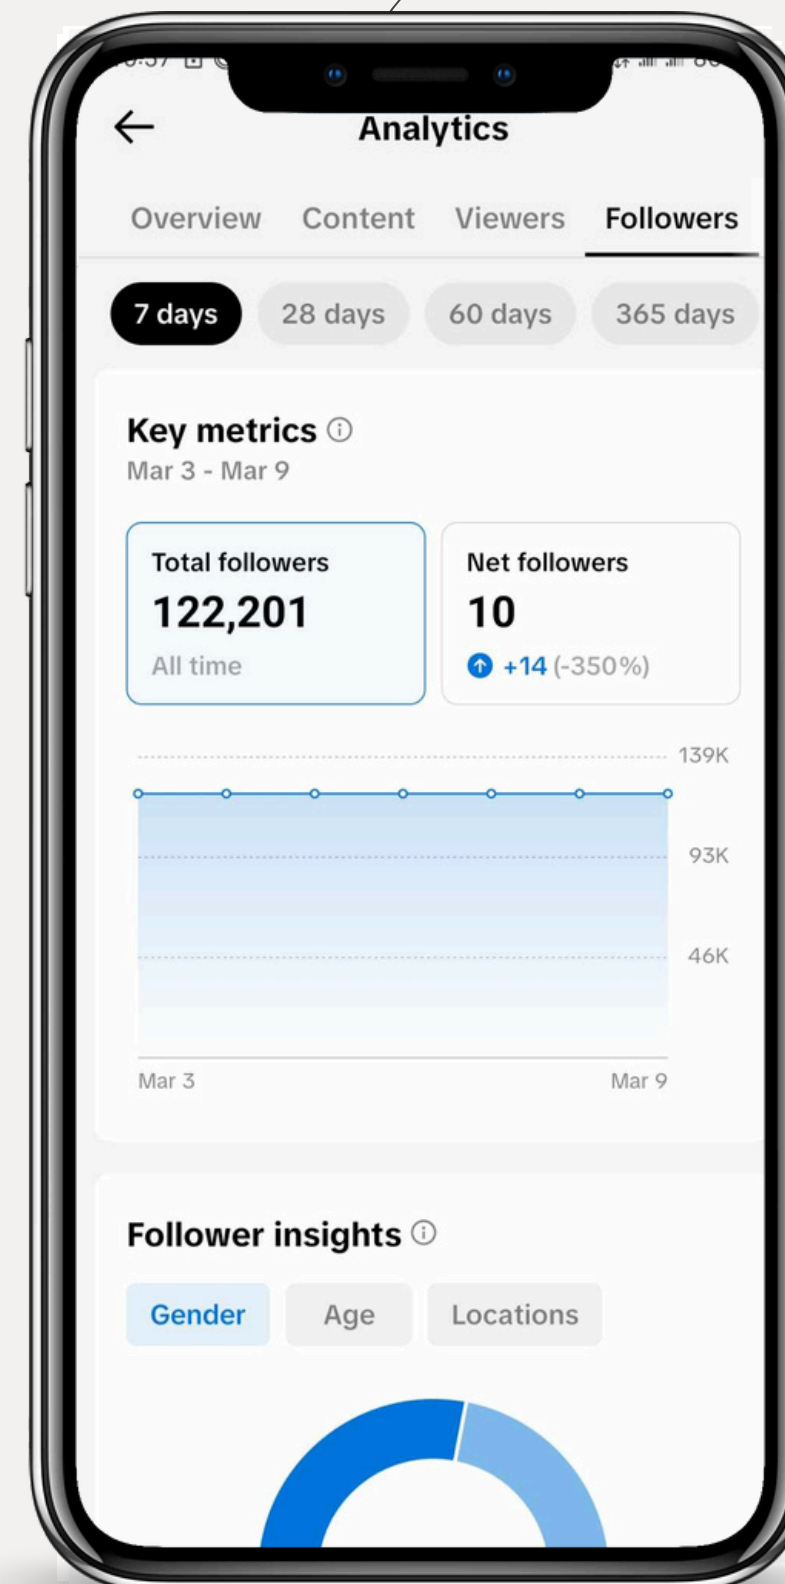 Analytics
Overview Content Viewers Followers
7 days 28 days 60 days 365 days
Key metrics
Mar 3 - Mar 9
Total followers Net followers
122,201 10
All time +14 (-350%)
139K
93K
46K
Mar 3 Mar 9
Follower insights
Gender Age Locations